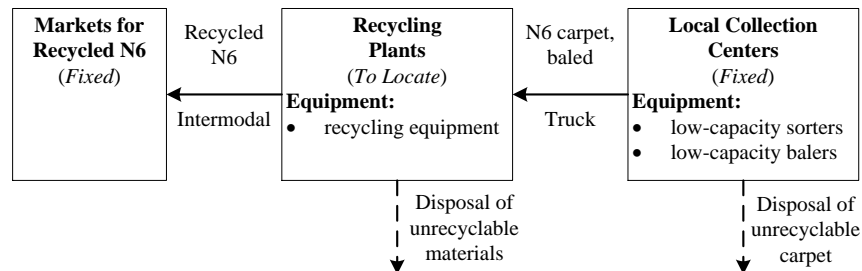 Markets for
Recycled N6
(Fixed)
Recycled
N6
Intermodal
Recycling
Plants
(To Locate)
Equipment:
• recycling equipment
Disposal of
unrecyclable
materials
N6 carpet,
baled
Truck
Local Collection
Centers
(Fixed)
Equipment:
• low-capacity sorters
• low-capacity balers
Disposal of
unrecyclable
carpet